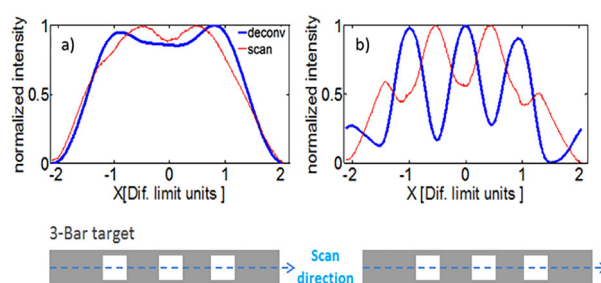 normalized intensity
1
0.5
0
a)
deconv
scan
-2 -1 0 1 2
X[Dif. limit units ]
normalized intensity
1
0.5
0
b)
-2 -1 0 1 2
X [Dif. limit units ]
3-Bar target
Scan
direction